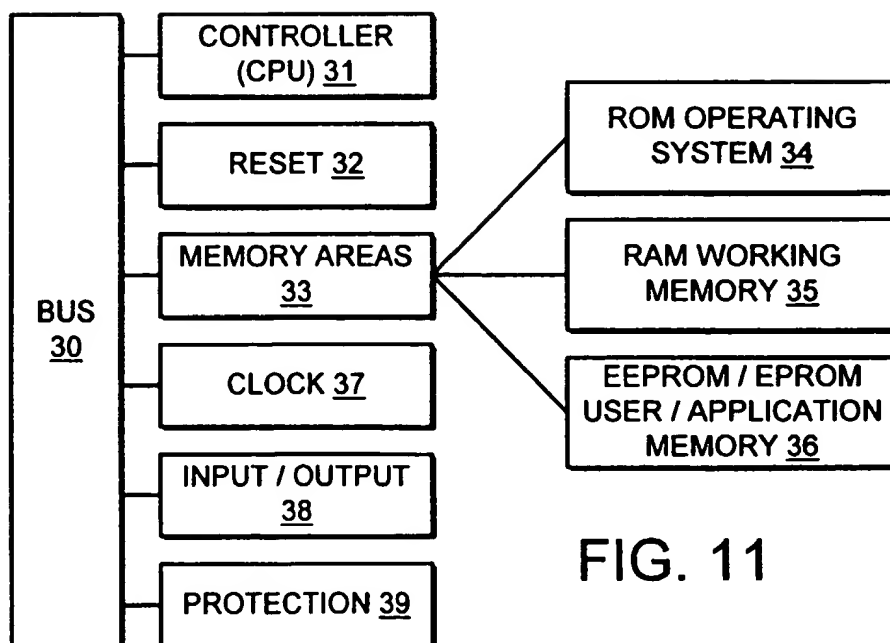 BUS
30
CONTROLLER
(CPU) 31
RESET 32
MEMORY AREAS
33
CLOCK 37
INPUT / OUTPUT
38
PROTECTION 39
ROM OPERATING
SYSTEM 34
RAM WORKING
MEMORY 35
EEPROM / EPROM
USER / APPLICATION
MEMORY 36
FIG. 11